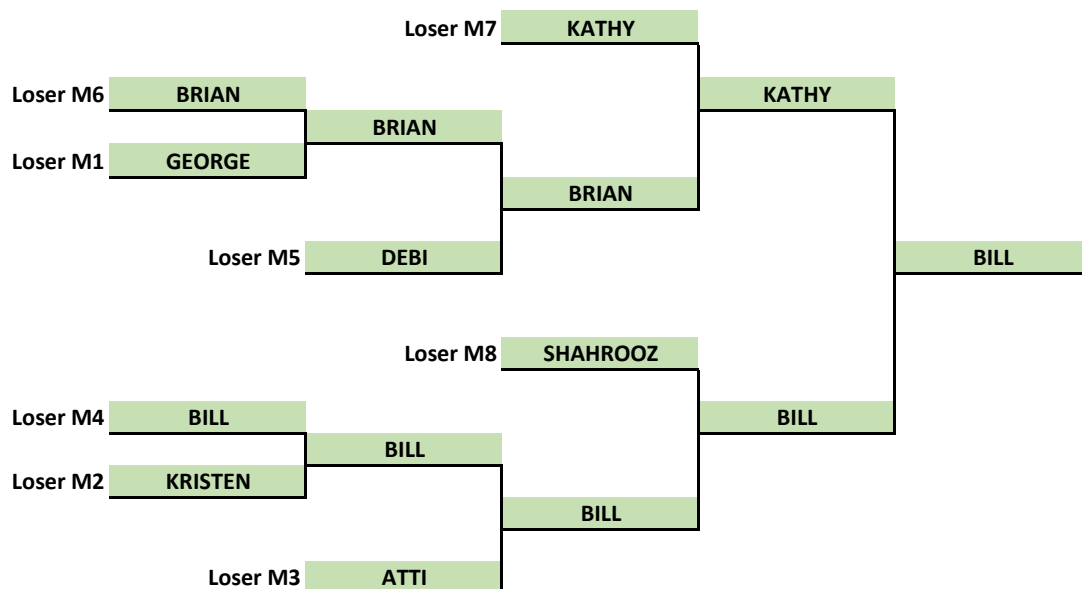 Loser M7 KATHY
Loser M6 BRIAN KATHY
BRIAN
Loser M1 GEORGE
BRIAN
Loser M5 DEBI BILL
Loser M8 SHAHROOZ
Loser M4 BILL BILL
BILL
Loser M2 KRISTEN
BILL
Loser M3 ATTI